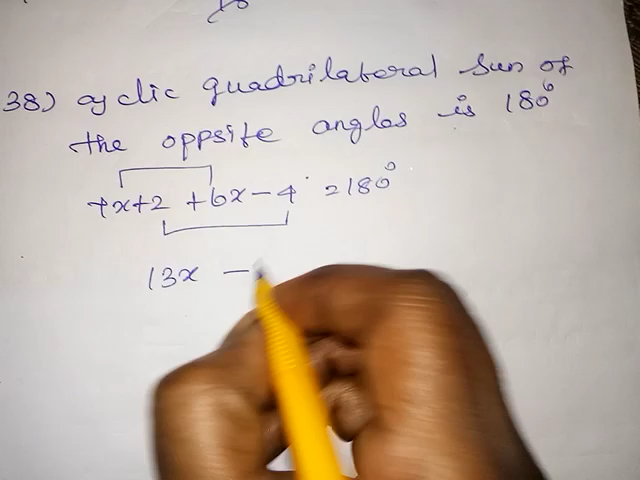 38) cyclic quadrilateral Sum of
the oppsite angles is 180°
7x+2 +6x-4 =180°
13x -